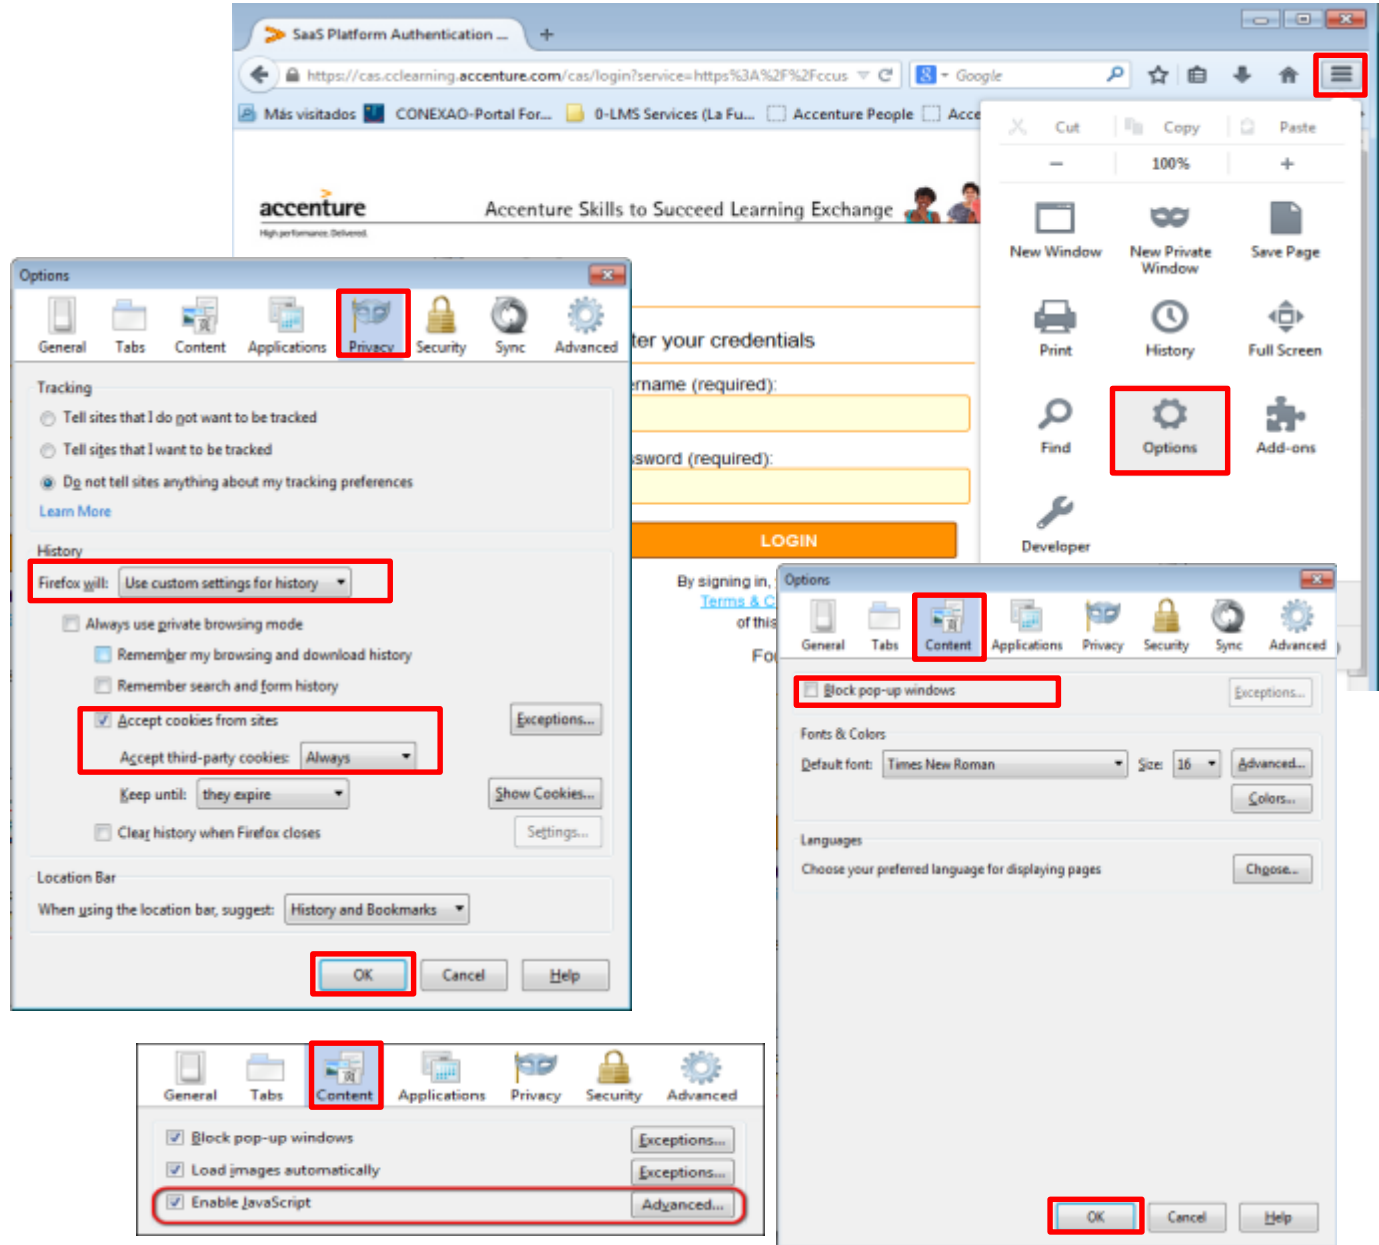 SaaS Platform Authentication ...
https://cas.cclearning.accenture.com/cas/login?service=https%3A%2F%2Fccus
Google
Más visitados
CONEXAO-Portal For...
0-LMS Services (La Fu...
Accenture People
Acce
Cut
Copy
Paste
100%
New Window
New Private
Window
Save Page
Print
History
Full Screen
Find
Options
Add-ons
Developer
accenture
High performance. Delivered.
Accenture Skills to Succeed Learning Exchange
ter your credentials
ername (required):
sword (required):
LOGIN
By signing in,
Terms & C
of this
Fo
Options
General
Tabs
Content
Applications
Privacy
Security
Sync
Advanced
Tracking
Tell sites that I do not want to be tracked
Tell sites that I want to be tracked
Do not tell sites anything about my tracking preferences
Learn More
History
Firefox will: Use custom settings for history
Always use private browsing mode
Remember my browsing and download history
Remember search and form history
Accept cookies from sites
Exceptions...
Accept third-party cookies: Always
Keep until: they expire
Show Cookies...
Clear history when Firefox closes
Settings...
Location Bar
When using the location bar, suggest: History and Bookmarks
OK
Cancel
Help
Options
General
Tabs
Content
Applications
Privacy
Security
Sync
Advanced
Block pop-up windows
Exceptions...
Fonts & Colors
Default font: Times New Roman
Size: 16
Advanced...
Colors...
Languages
Choose your preferred language for displaying pages
Choose...
OK
Cancel
Help
General
Tabs
Content
Applications
Privacy
Security
Advanced
Block pop-up windows
Exceptions...
Load images automatically
Exceptions...
Enable JavaScript
Advanced...